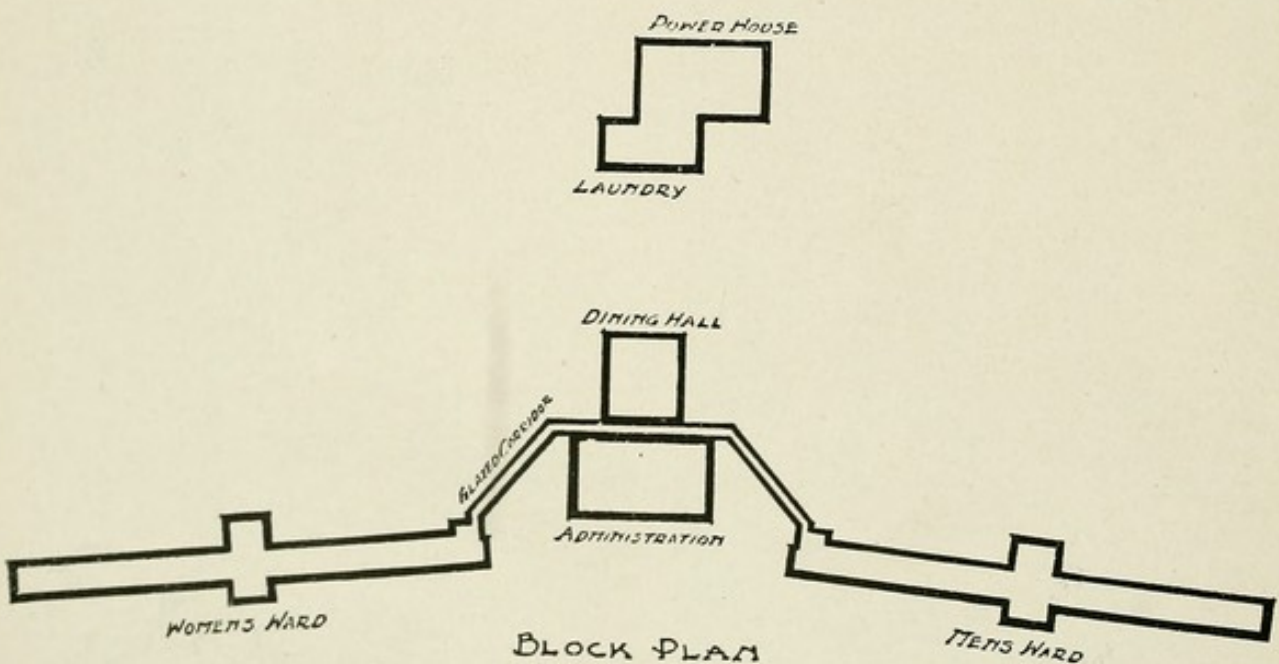 POWER HOUSE
LAUNDRY
DINING HALL
GLAZED CORRIDOR
ADMINISTRATION
WOMENS WARD
MENS WARD
BLOCK PLAN